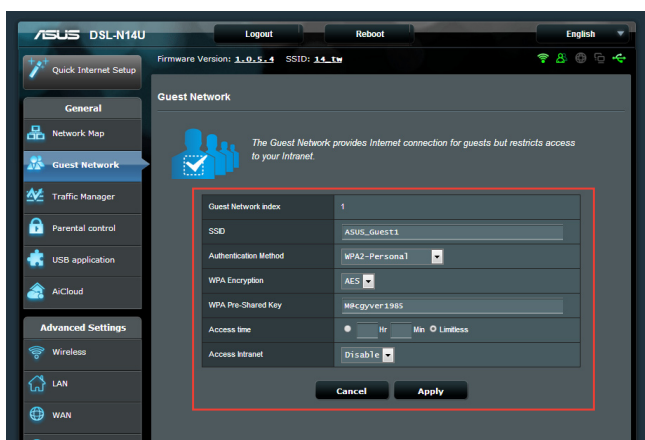 ASUS DSL-N14U Logout Reboot English
Quick Internet Setup
Firmware Version: 1.0.5.4 SSID: 14_tw
General
Network Map
Guest Network
Traffic Manager
Parental control
USB application
AiCloud
Advanced Settings
Wireless
LAN
WAN
Guest Network
The Guest Network provides Internet connection for guests but restricts access
to your Intranet.
Guest Network index 1
SSID ASUS_Guest1
Authentication Method WPA2-Personal
WPA Encryption AES
WPA Pre-Shared Key M@cgyver1985
Access time Hr Min Limitless
Access Intranet Disable
Cancel Apply